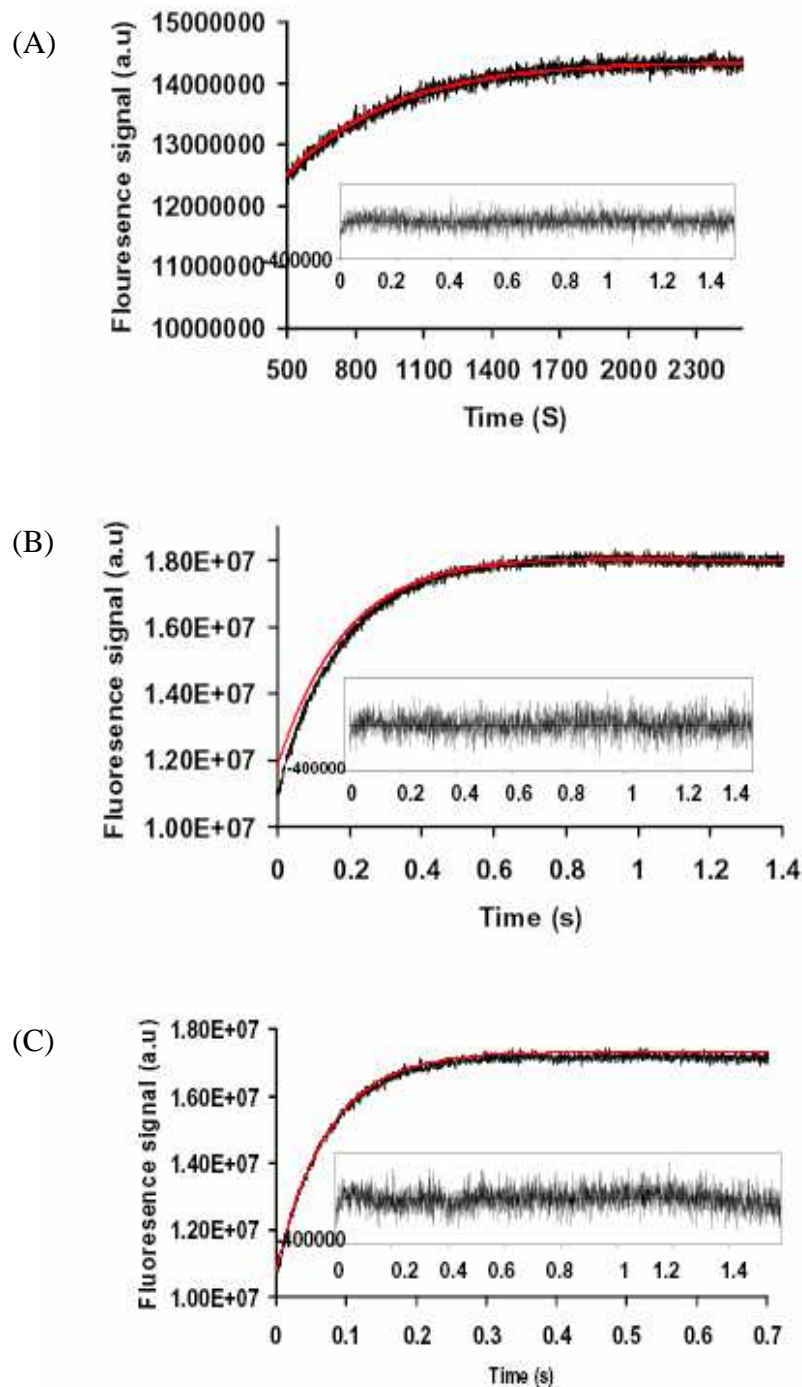 (A)
Flouresence signal (a.u)
15000000
14000000
13000000
12000000
11000000
10000000
-400000
0 0.2 0.4 0.6 0.8 1 1.2 1.4
500 800 1100 1400 1700 2000 2300
Time (S)
(B)
Fluoresence signal (a.u)
1.80E+07
1.60E+07
1.40E+07
1.20E+07
1.00E+07
-400000
0 0.2 0.4 0.6 0.8 1 1.2 1.4
0 0.2 0.4 0.6 0.8 1 1.2 1.4
Time (s)
(C)
Fluoresence signal (a.u)
1.80E+07
1.60E+07
1.40E+07
1.20E+07
1.00E+07
-400000
0 0.2 0.4 0.6 0.8 1 1.2 1.4
0 0.1 0.2 0.3 0.4 0.5 0.6 0.7
Time (s)